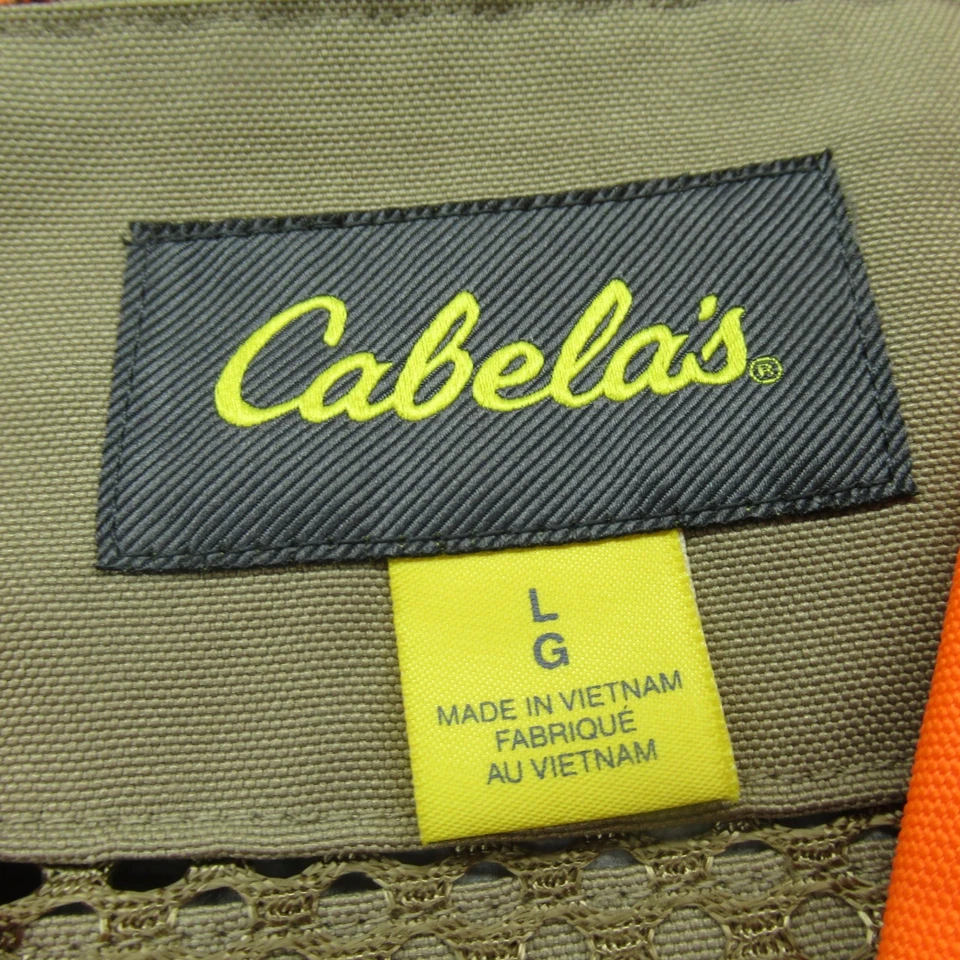 Cabela's®
L
G
MADE IN VIETNAM
FABRIQUÉ
AU VIETNAM